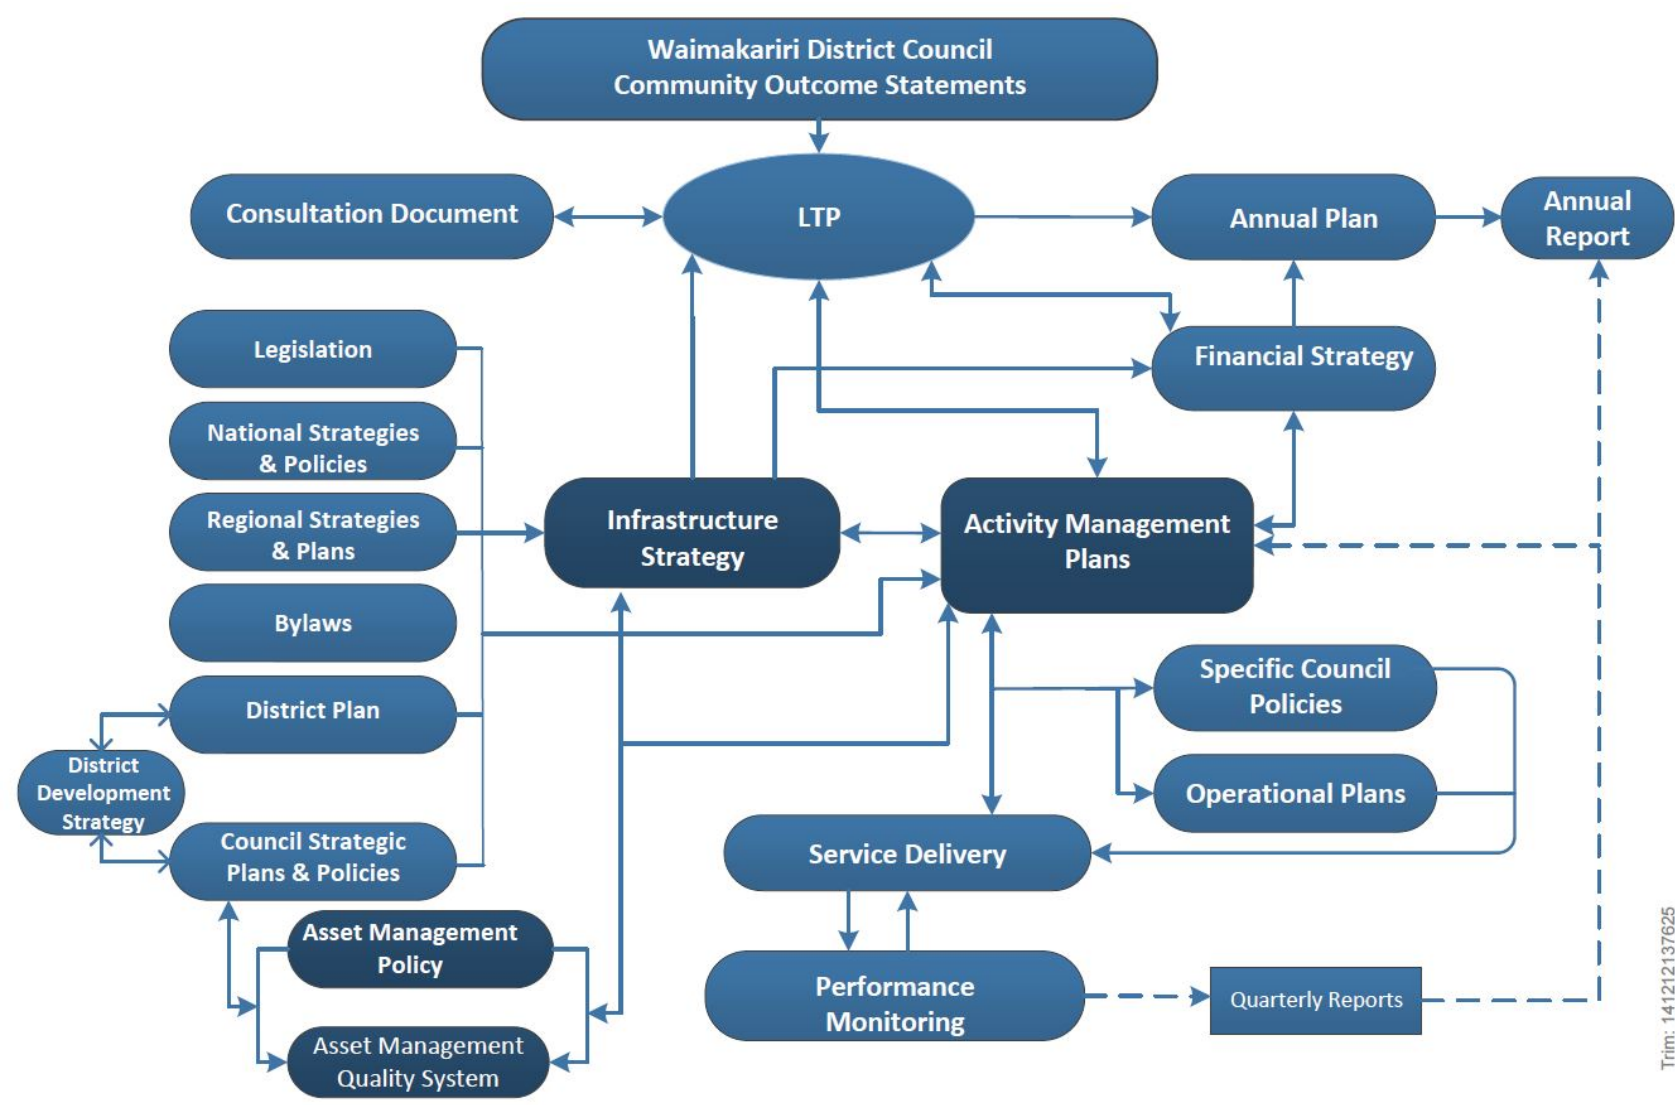 Waimakariri District Council
Community Outcome Statements
Consultation Document
LTP
Annual Plan
Annual
Report
Legislation
Financial Strategy
National Strategies
& Policies
Regional Strategies
& Plans
Infrastructure
Strategy
Activity Management
Plans
Bylaws
District Plan
Specific Council
Policies
District
Development
Strategy
Operational Plans
Council Strategic
Plans & Policies
Service Delivery
Asset Management
Policy
Performance
Monitoring
Quarterly Reports
Asset Management
Quality System
Trim: 141212137625